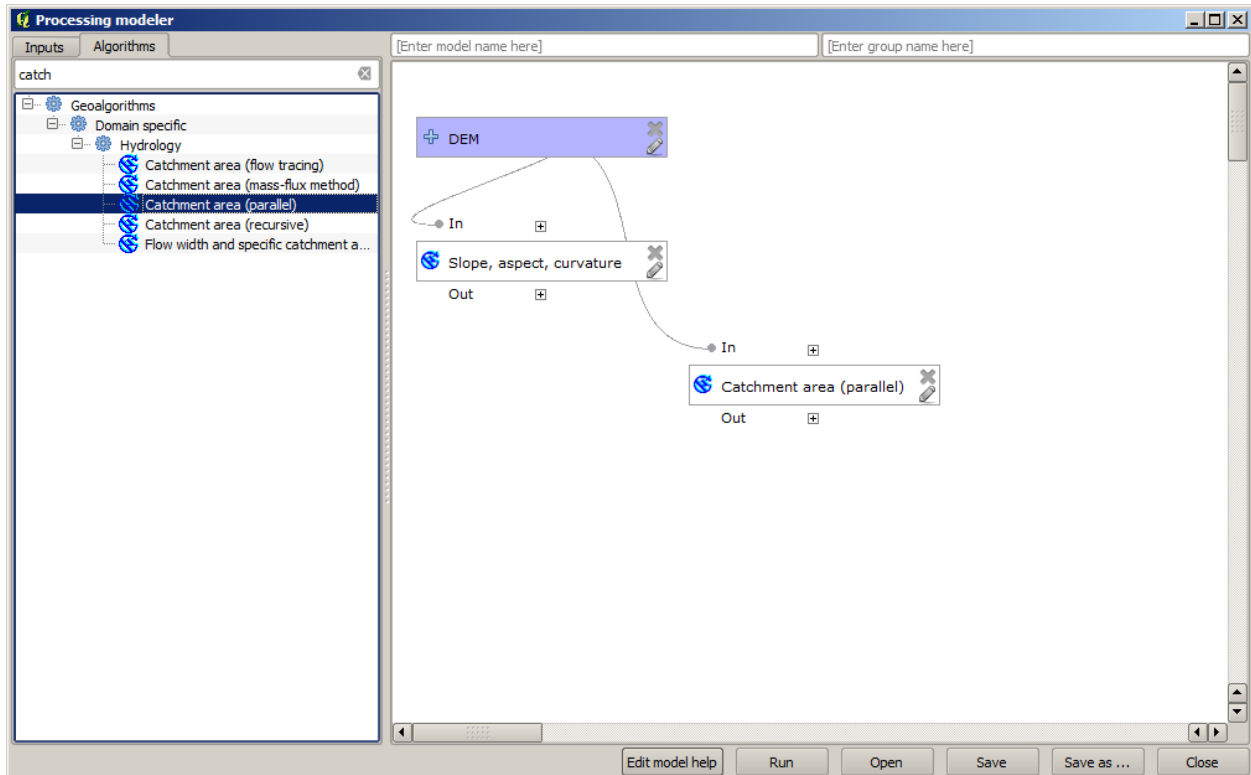 Processing modeler
Inputs Algorithms
[Enter model name here] [Enter group name here]
catch
Geoalgorithms
Domain specific
Hydrology
Catchment area (flow tracing)
Catchment area (mass-flux method)
Catchment area (parallel)
Catchment area (recursive)
Flow width and specific catchment a...
DEM
In
Slope, aspect, curvature
Out
In
Catchment area (parallel)
Out
Edit model help Run Open Save Save as ... Close